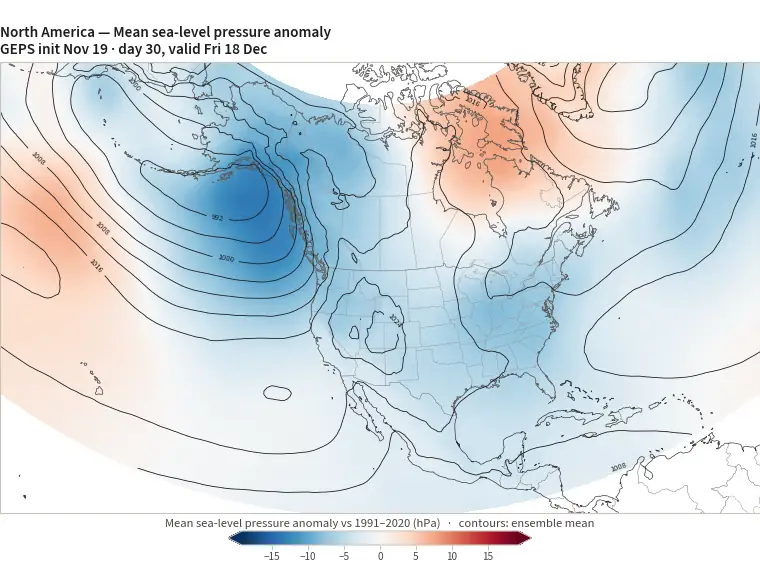 North America — Mean sea-level pressure anomaly
GEPS init Nov 19 · day 30, valid Fri 18 Dec
1000
1016
1016
1008
992
1008
1016
1000
1024
1008
Mean sea-level pressure anomaly vs 1991–2020 (hPa) · contours: ensemble mean
−15 −10 −5 0 5 10 15